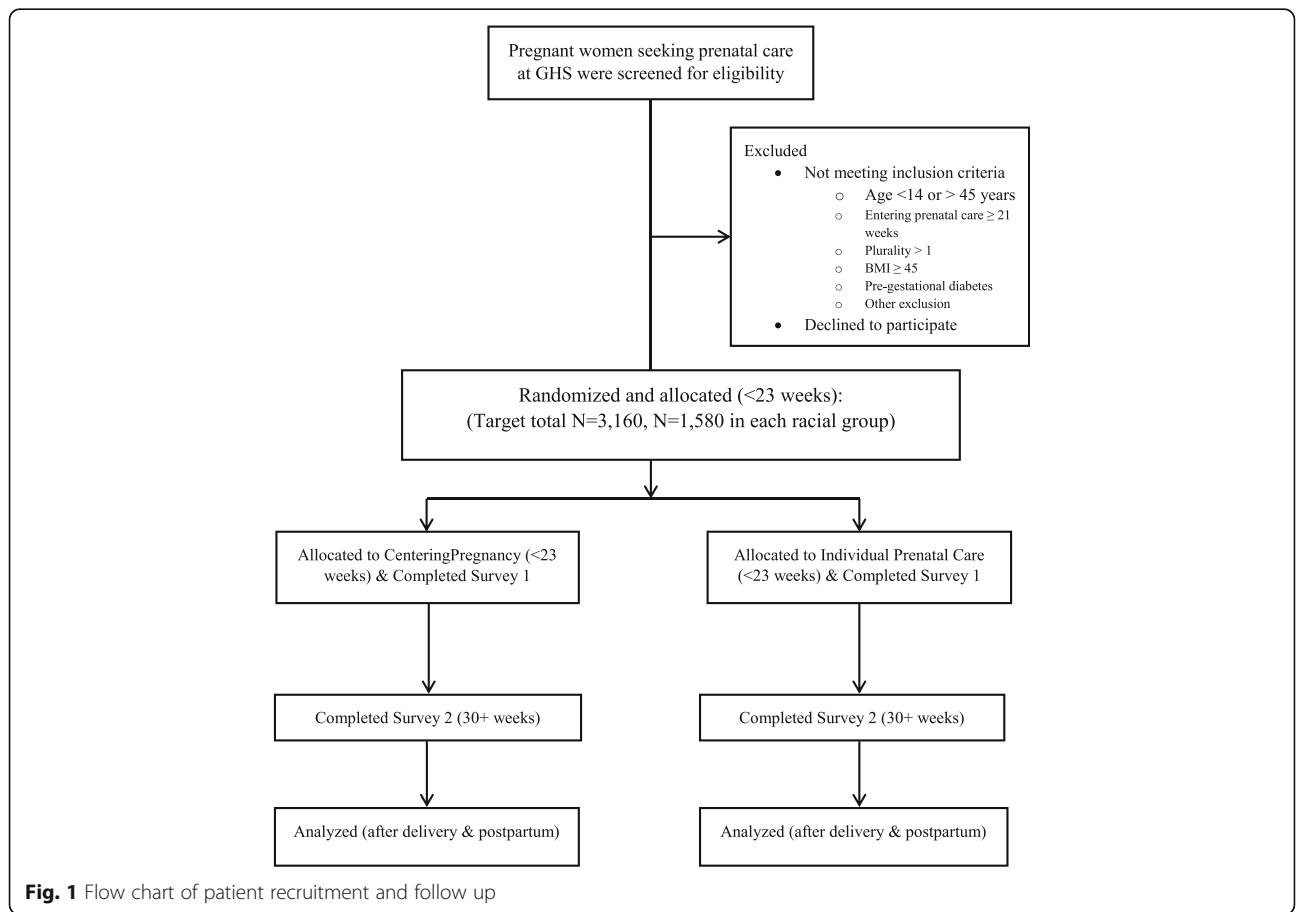 Pregnant women seeking prenatal care
at GHS were screened for eligibility
Excluded
• Not meeting inclusion criteria
o Age <14 or > 45 years
o Entering prenatal care ≥ 21
weeks
o Plurality > 1
o BMI ≥ 45
o Pre-gestational diabetes
o Other exclusion
• Declined to participate
Randomized and allocated (<23 weeks):
(Target total N=3,160, N=1,580 in each racial group)
Allocated to CenteringPregnancy (<23
weeks) & Completed Survey 1
Allocated to Individual Prenatal Care
(<23 weeks) & Completed Survey 1
Completed Survey 2 (30+ weeks)
Completed Survey 2 (30+ weeks)
Analyzed (after delivery & postpartum)
Analyzed (after delivery & postpartum)
Fig. 1 Flow chart of patient recruitment and follow up